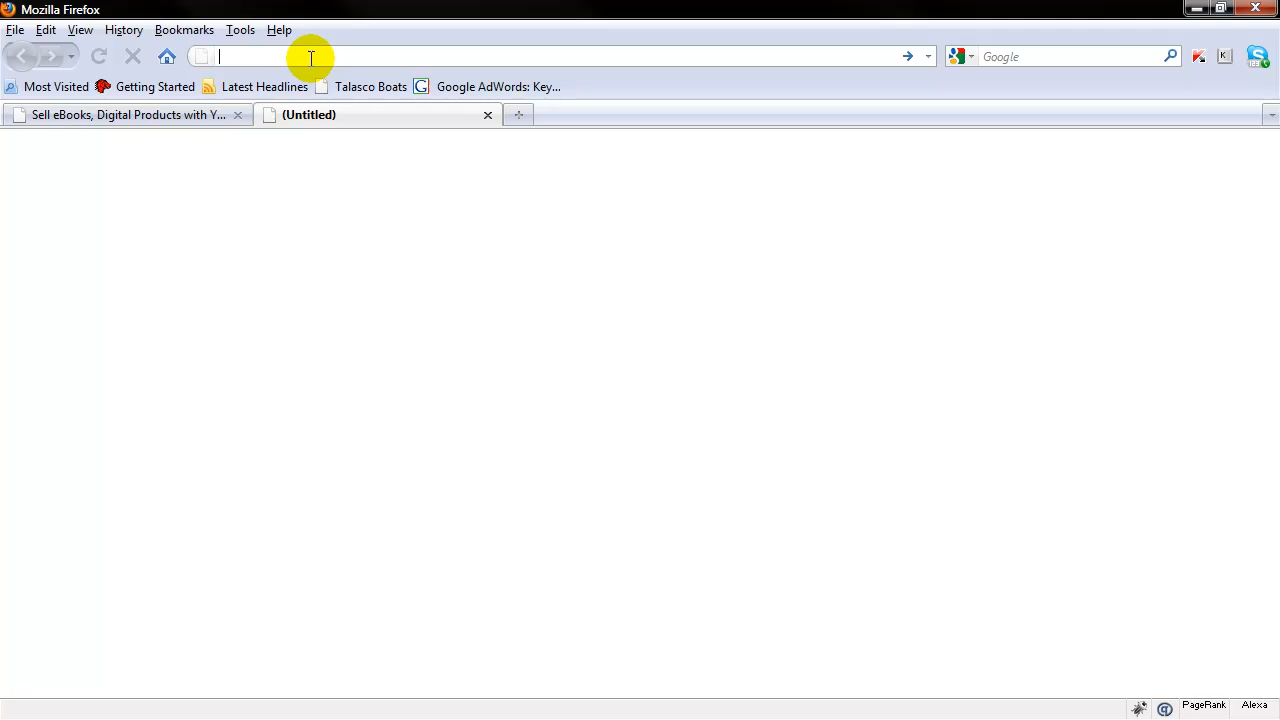 Mozilla Firefox
File Edit View History Bookmarks Tools Help
Google
Most Visited Getting Started Latest Headlines Talasco Boats Google AdWords: Key...
Sell eBooks, Digital Products with Y... (Untitled)
PageRank Alexa